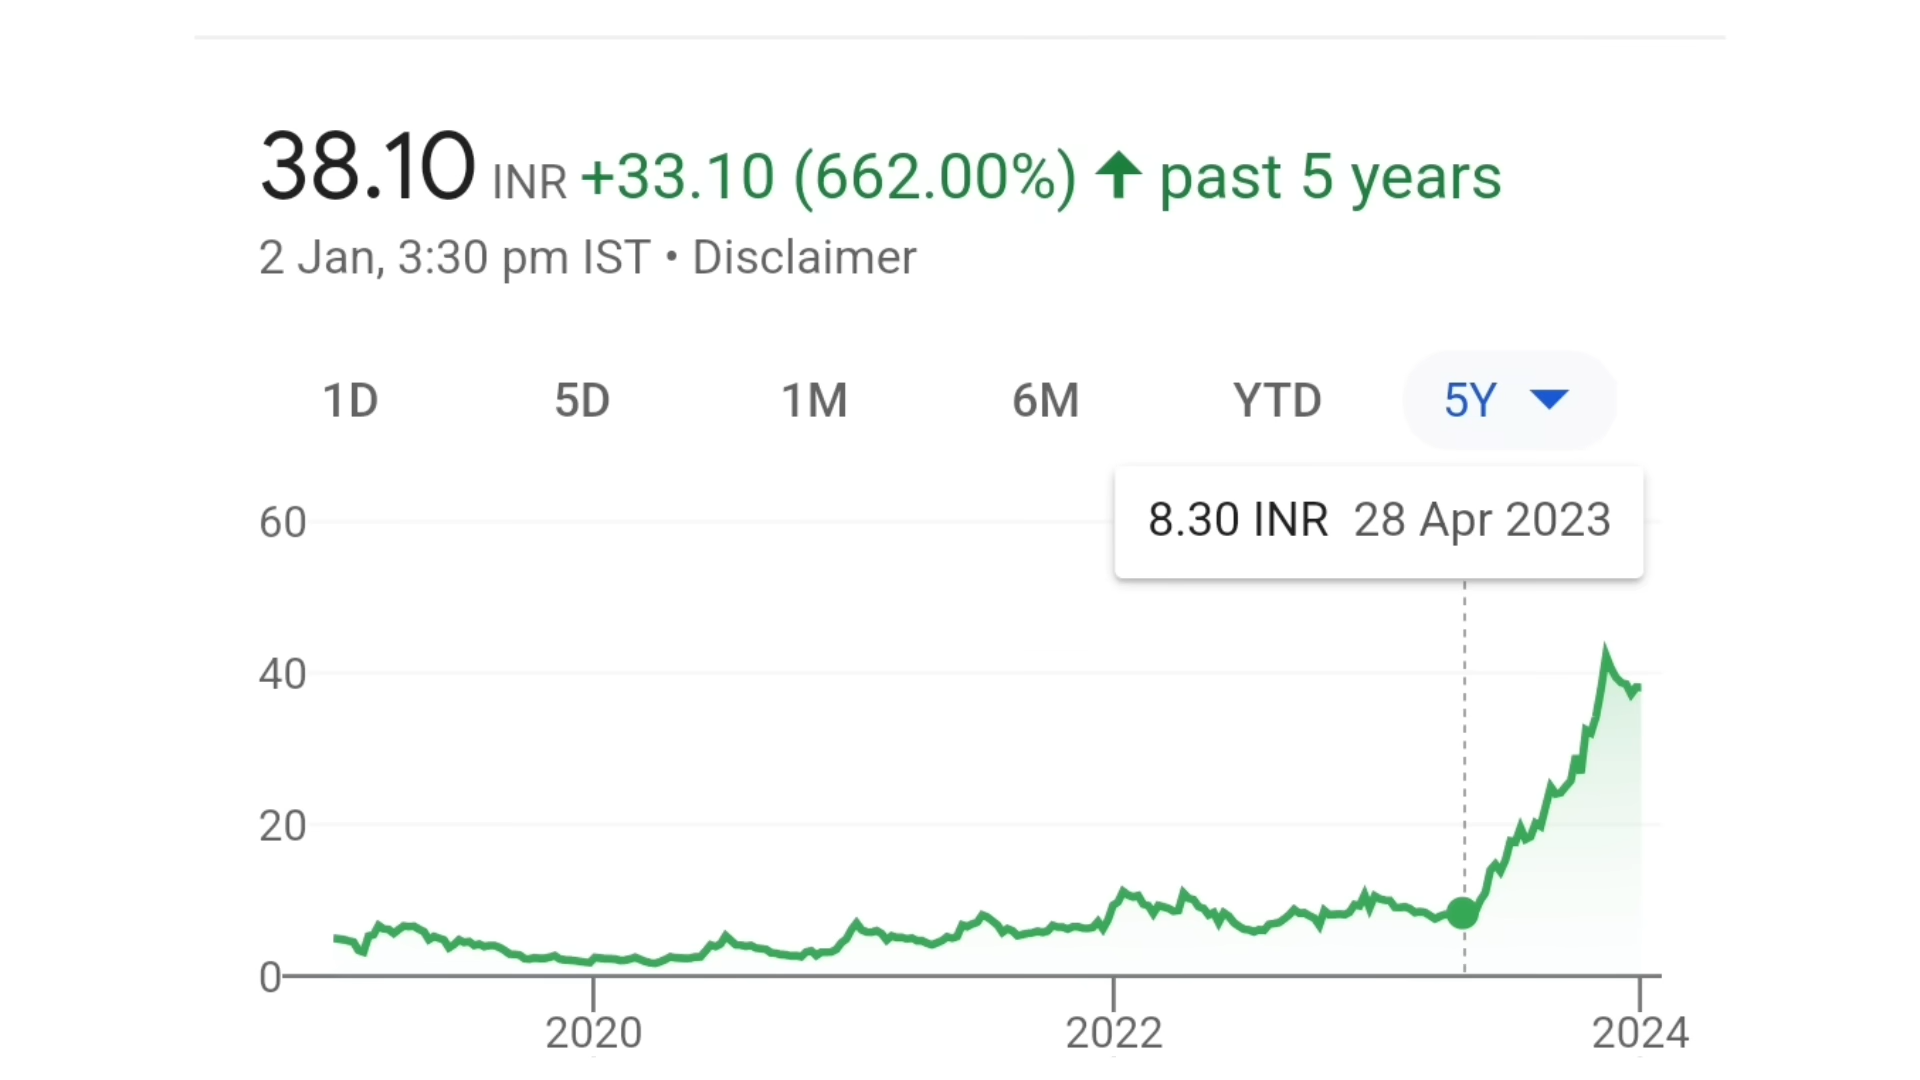 38.10 INR +33.10 (662.00%) ↑ past 5 years
2 Jan, 3:30 pm IST • Disclaimer
1D 5D 1M 6M YTD 5Y
8.30 INR 28 Apr 2023
60
40
20
0
2020 2022 2024